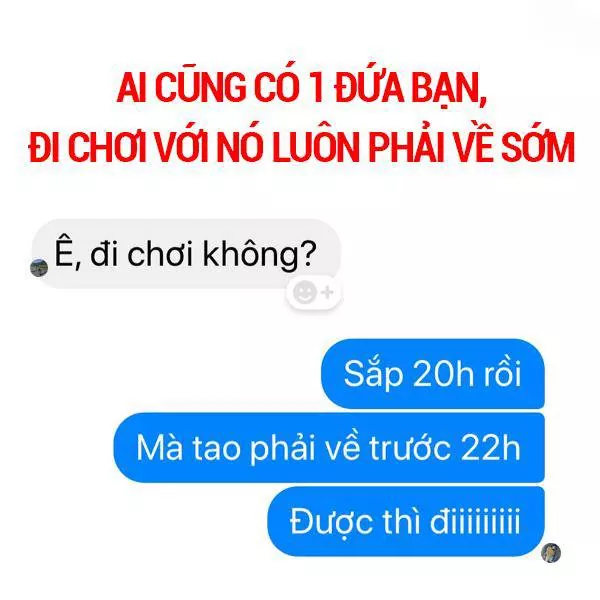 AI CŨNG CÓ 1 ĐỨA BẠN,
ĐI CHƠI VỚI NÓ LUÔN PHẢI VỀ SỚM
Ê, đi chơi không?
Sắp 20h rồi
Mà tao phải về trước 22h
Được thì điiiiiiiiii